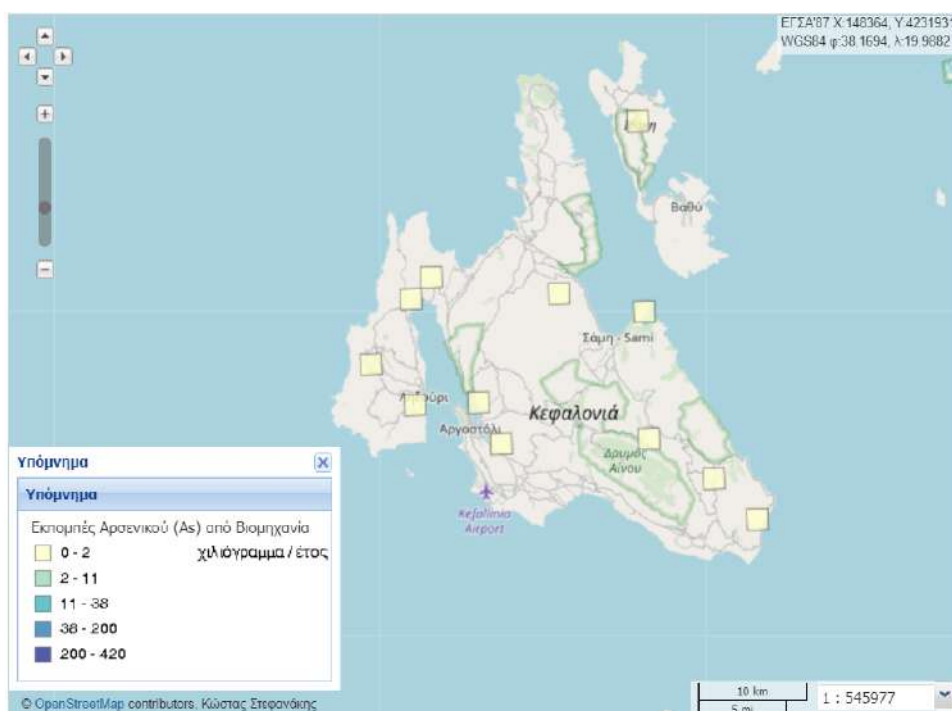 ΕΓΣΑ'87 X:148364, Y:4231931
WGS84 φ:38.1694, λ:19.9882
Βαθύ
Σάμη - Sami
Κεφαλονιά
Αργοστόλι
Δρυμός
Αίνου
Kefallinia
Airport
Υπόμνημα
Υπόμνημα
Εκπομπές Αρσενικού (As) από Βιομηχανία
0 - 2 χιλιόγραμμα / έτος
2 - 11
11 - 38
38 - 200
200 - 420
© OpenStreetMap contributors, Κώστας Στεφανάκης
10 km
5 mi
1 : 545977